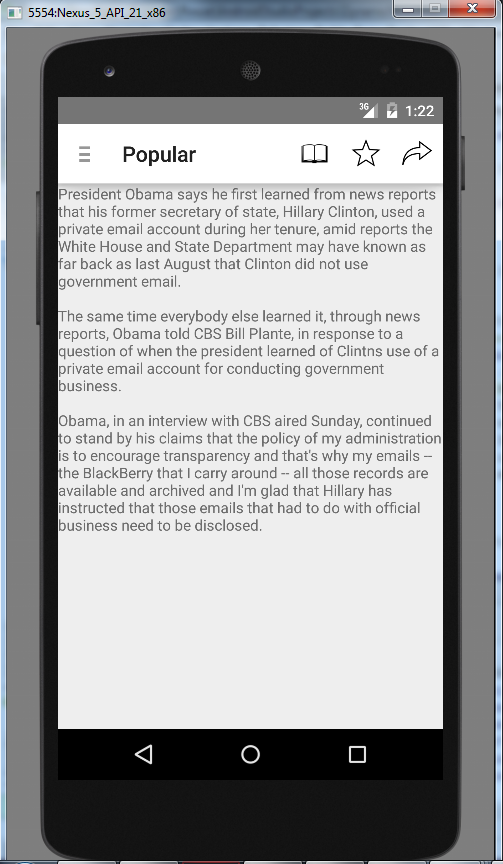 5554:Nexus_5_API_21_x86
3G 1:22
Popular
President Obama says he first learned from news reports
that his former secretary of state, Hillary Clinton, used a
private email account during her tenure, amid reports the
White House and State Department may have known as
far back as last August that Clinton did not use
government email.
The same time everybody else learned it, through news
reports, Obama told CBS Bill Plante, in response to a
question of when the president learned of Clintns use of a
private email account for conducting government
business.
Obama, in an interview with CBS aired Sunday, continued
to stand by his claims that the policy of my administration
is to encourage transparency and that's why my emails –
the BlackBerry that I carry around -- all those records are
available and archived and I'm glad that Hillary has
instructed that those emails that had to do with official
business need to be disclosed.